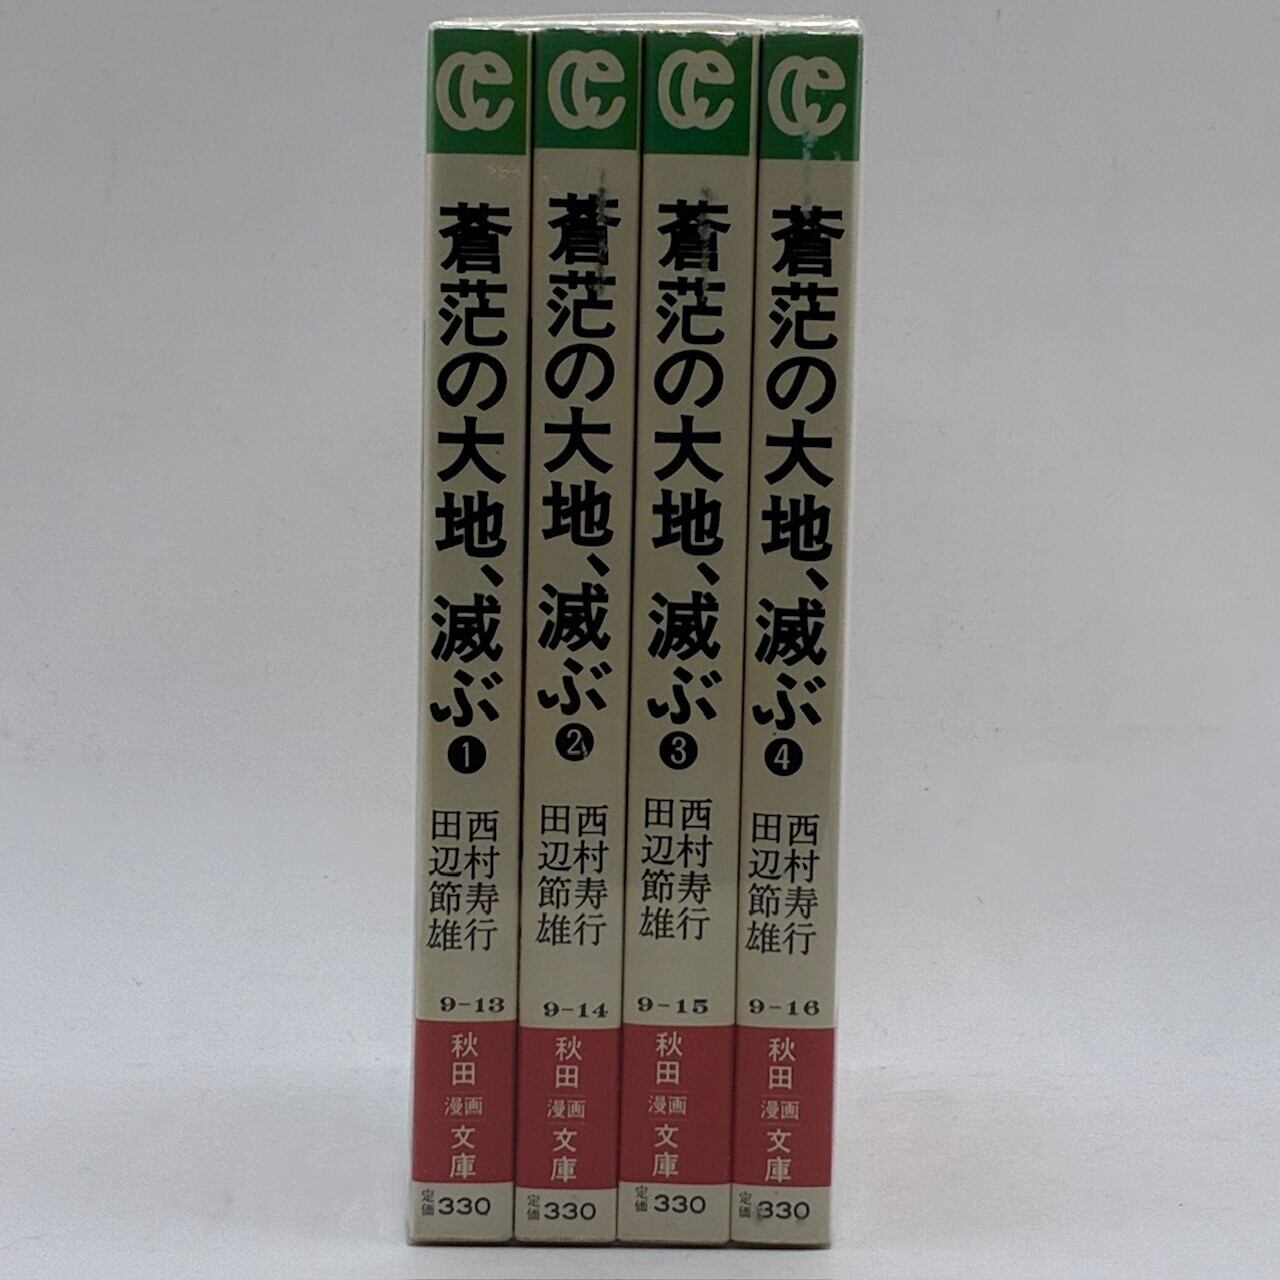 蒼茫の大地、滅ぶ
1
西村寿行
田辺節雄
9-13
秋田
漫画
文庫
定価330
蒼茫の大地、滅ぶ
2
西村寿行
田辺節雄
9-14
秋田
漫画
文庫
定価330
蒼茫の大地、滅ぶ
3
西村寿行
田辺節雄
9-15
秋田
漫画
文庫
定価330
蒼茫の大地、滅ぶ
4
西村寿行
田辺節雄
9-16
秋田
漫画
文庫
定価330